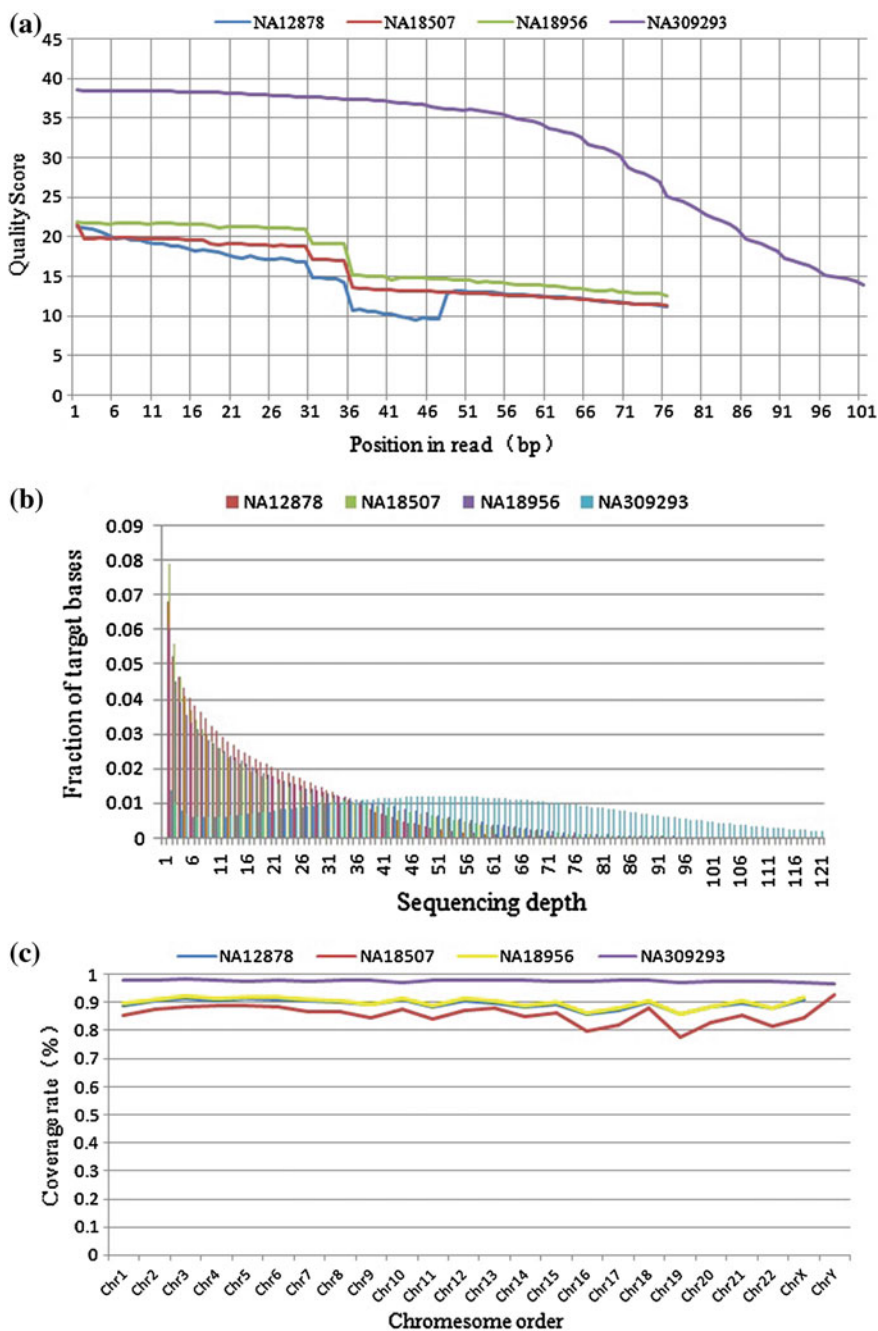 (a)
NA12878 NA18507 NA18956 NA309293
45
40
35
30
25
20
15
10
5
0
Quality Score
1 6 11 16 21 26 31 36 41 46 51 56 61 66 71 76 81 86 91 96 101
Position in read (bp)
(b)
NA12878 NA18507 NA18956 NA309293
0.09
0.08
0.07
0.06
0.05
0.04
0.03
0.02
0.01
0
Fraction of target bases
1 6 11 16 21 26 31 36 41 46 51 56 61 66 71 76 81 86 91 96 101 106 111 116 121
Sequencing depth
(c)
NA12878 NA18507 NA18956 NA309293
1
0.9
0.8
0.7
0.6
0.5
0.4
0.3
0.2
0.1
0
Coverage rate (%)
Chr1 Chr2 Chr3 Chr4 Chr5 Chr6 Chr7 Chr8 Chr9 Chr10 Chr11 Chr12 Chr13 Chr14 Chr15 Chr16 Chr17 Chr18 Chr19 Chr20 Chr21 Chr22 ChrX ChrY
Chromesome order